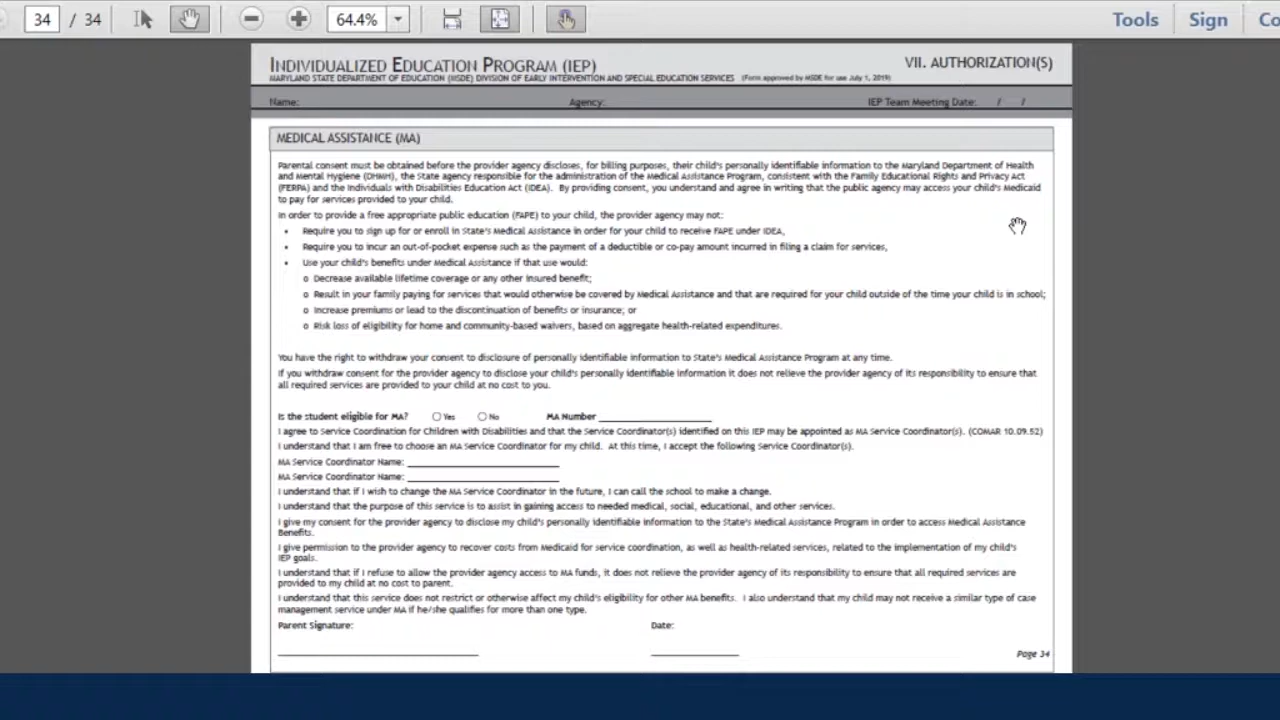 34 / 34 64.4% Tools Sign Co
INDIVIDUALIZED EDUCATION PROGRAM (IEP) VII. AUTHORIZATION(S)
MARYLAND STATE DEPARTMENT OF EDUCATION (MSDE) DIVISION OF EARLY INTERVENTION AND SPECIAL EDUCATION SERVICES (Form approved by MSDE for use July 1, 2019)
Name: Agency: IEP Team Meeting Date: / /
MEDICAL ASSISTANCE (MA)
Parental consent must be obtained before the provider agency discloses, for billing purposes, their child's personally identifiable information to the Maryland Department of Health
and Mental Hygiene (DHMH), the State agency responsible for the administration of the Medical Assistance Program, consistent with the Family Educational Rights and Privacy Act
(FERPA) and the Individuals with Disabilities Education Act (IDEA). By providing consent, you understand and agree in writing that the public agency may access your child's Medicaid
to pay for services provided to your child.
In order to provide a free appropriate public education (FAPE) to your child, the provider agency may not:
• Require you to sign up for or enroll in State's Medical Assistance in order for your child to receive FAPE under IDEA,
• Require you to incur an out-of-pocket expense such as the payment of a deductible or co-pay amount incurred in filing a claim for services,
• Use your child's benefits under Medical Assistance if that use would:
o Decrease available lifetime coverage or any other insured benefit;
o Result in your family paying for services that would otherwise be covered by Medical Assistance and that are required for your child outside of the time your child is in school;
o Increase premiums or lead to the discontinuation of benefits or insurance; or
o Risk loss of eligibility for home and community-based waivers, based on aggregate health-related expenditures.
You have the right to withdraw your consent to disclosure of personally identifiable information to State's Medical Assistance Program at any time.
If you withdraw consent for the provider agency to disclose your child's personally identifiable information it does not relieve the provider agency of its responsibility to ensure that
all required services are provided to your child at no cost to you.
Is the student eligible for MA? Yes No MA Number
I agree to Service Coordination for Children with Disabilities and that the Service Coordinator(s) identified on this IEP may be appointed as MA Service Coordinator(s). (COMAR 10.09.52)
I understand that I am free to choose an MA Service Coordinator for my child. At this time, I accept the following Service Coordinator(s).
MA Service Coordinator Name:
MA Service Coordinator Name:
I understand that if I wish to change the MA Service Coordinator in the future, I can call the school to make a change.
I understand that the purpose of this service is to assist in gaining access to needed medical, social, educational, and other services.
I give my consent for the provider agency to disclose my child's personally identifiable information to the State's Medical Assistance Program in order to access Medical Assistance
Benefits.
I give permission to the provider agency to recover costs from Medicaid for service coordination, as well as health-related services, related to the implementation of my child's
IEP goals.
I understand that if I refuse to allow the provider agency access to MA funds, it does not relieve the provider agency of its responsibility to ensure that all required services are
provided to my child at no cost to parent.
I understand that this service does not restrict or otherwise affect my child's eligibility for other MA benefits. I also understand that my child may not receive a similar type of case
management service under MA if he/she qualifies for more than one type.
Parent Signature: Date:
Page 34